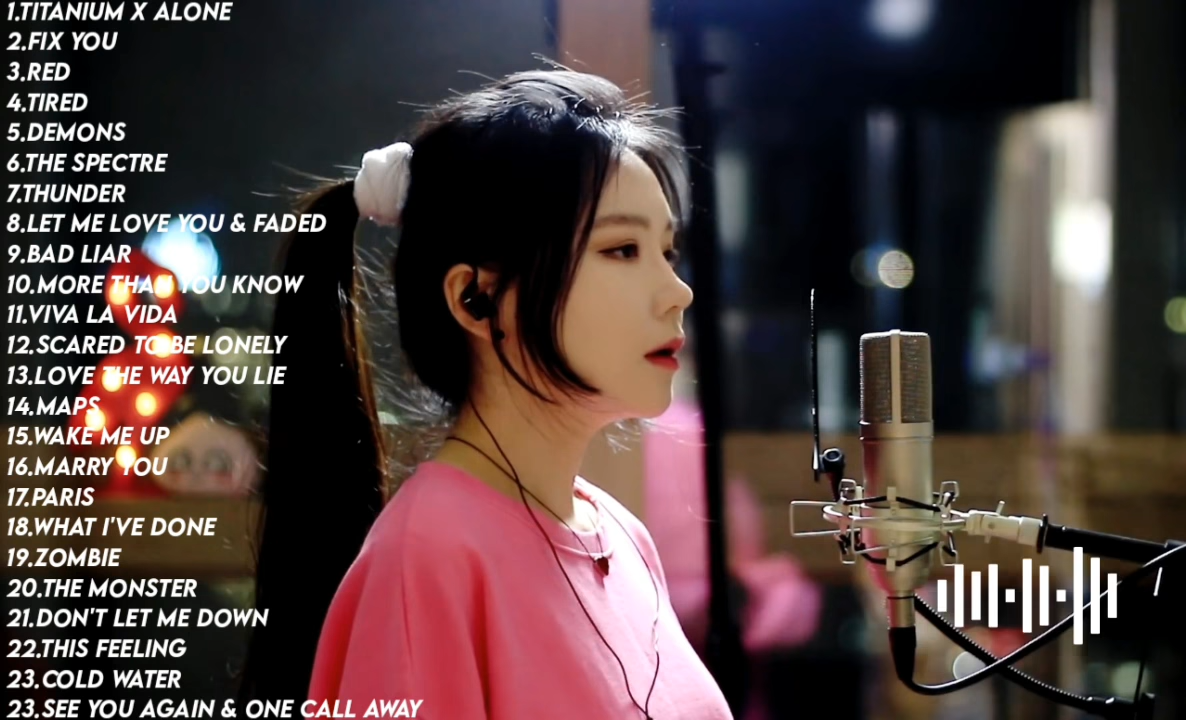 1.TITANIUM X ALONE
2.FIX YOU
3.RED
4.TIRED
5.DEMONS
6.THE SPECTRE
7.THUNDER
8.LET ME LOVE YOU & FADED
9.BAD LIAR
10.MORE THAN YOU KNOW
11.VIVA LA VIDA
12.SCARED TO BE LONELY
13.LOVE THE WAY YOU LIE
14.MAPS
15.WAKE ME UP
16.MARRY YOU
17.PARIS
18.WHAT I'VE DONE
19.ZOMBIE
20.THE MONSTER
21.DON'T LET ME DOWN
22.THIS FEELING
23.COLD WATER
23.SEE YOU AGAIN & ONE CALL AWAY